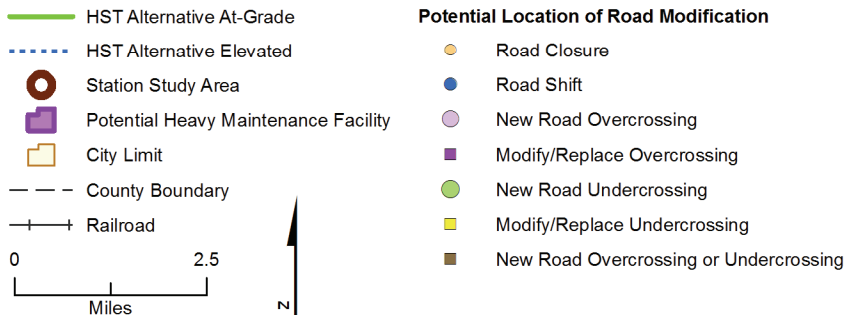 HST Alternative At-Grade
HST Alternative Elevated
Station Study Area
Potential Heavy Maintenance Facility
City Limit
County Boundary
Railroad
0 2.5
Miles
N
Potential Location of Road Modification
Road Closure
Road Shift
New Road Overcrossing
Modify/Replace Overcrossing
New Road Undercrossing
Modify/Replace Undercrossing
New Road Overcrossing or Undercrossing